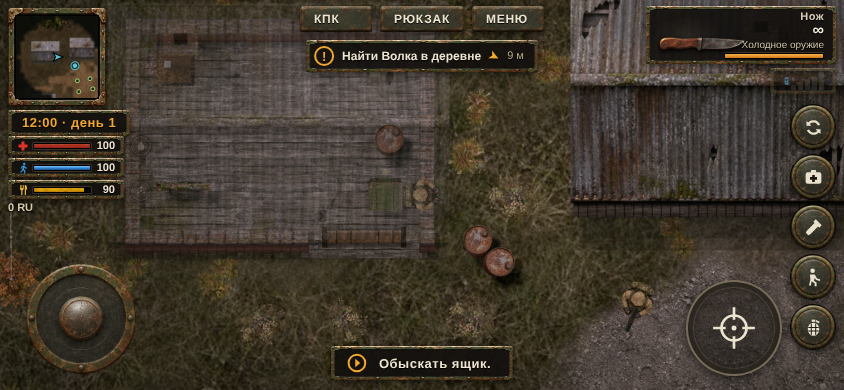 КПК
РЮКЗАК
МЕНЮ
Нож
∞
Холодное оружие
! Найти Волка в деревне 9 м
12:00 · день 1
100
100
90
0 RU
Обыскать ящик.